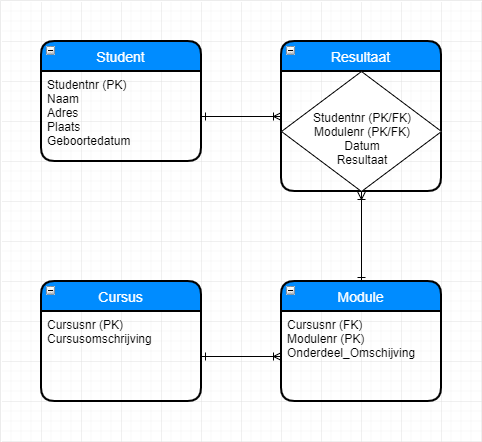 Student
Studentnr (PK)
Naam
Adres
Plaats
Geboortedatum
Resultaat
Studentnr (PK/FK)
Modulenr (PK/FK)
Datum
Resultaat
Cursus
Cursusnr (PK)
Cursusomschrijving
Module
Cursusnr (FK)
Modulenr (PK)
Onderdeel_Omschijving